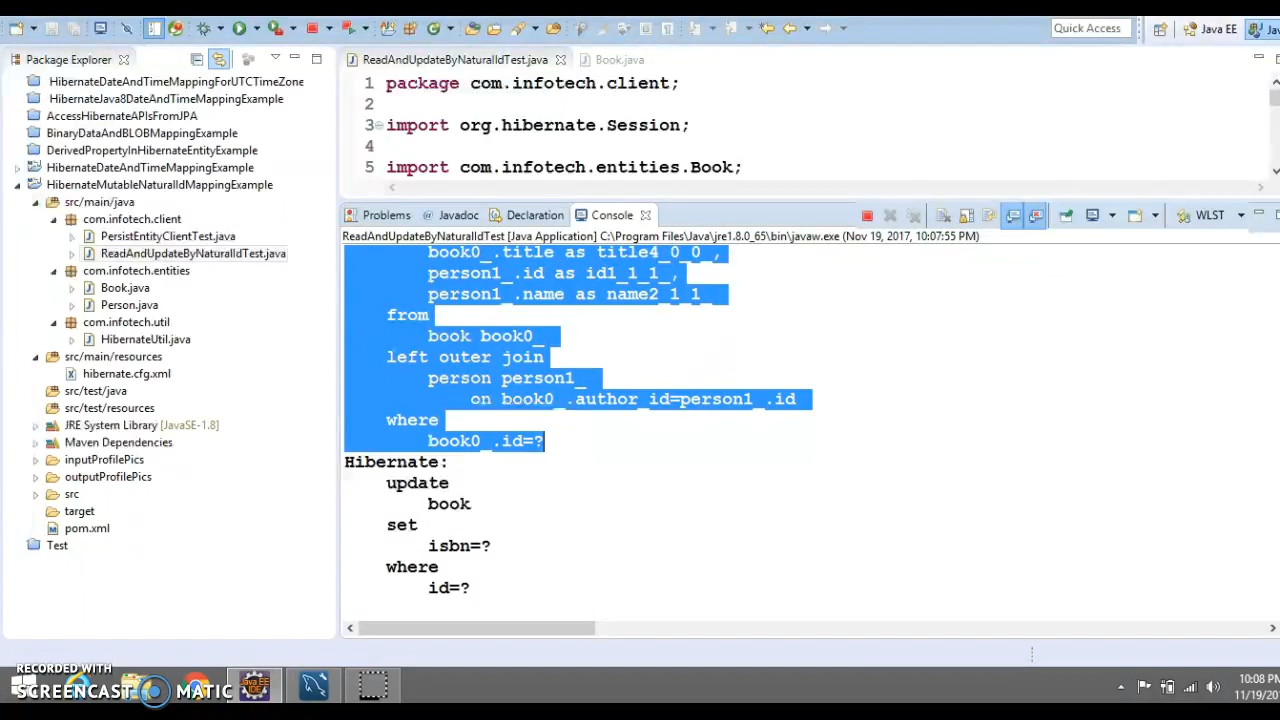 Quick Access
Java EE
Jav
Package Explorer
HibernateDateAndTimeMappingForUTCTimeZone
HibernateJava8DateAndTimeMappingExample
AccessHibernateAPIsFromJPA
BinaryDataAndBLOBMappingExample
DerivedPropertyInHibernateEntityExample
HibernateDateAndTimeMappingExample
HibernateMutableNaturalIdMappingExample
src/main/java
com.infotech.client
PersistEntityClientTest.java
ReadAndUpdateByNaturalIdTest.java
com.infotech.entities
Book.java
Person.java
com.infotech.util
HibernateUtil.java
src/main/resources
hibernate.cfg.xml
src/test/java
src/test/resources
JRE System Library [JavaSE-1.8]
Maven Dependencies
inputProfilePics
outputProfilePics
src
target
pom.xml
Test
ReadAndUpdateByNaturalIdTest.java
Book.java
1 package com.infotech.client;
2
3 import org.hibernate.Session;
4
5 import com.infotech.entities.Book;
Problems @ Javadoc Declaration Console
WLST
ReadAndUpdateByNaturalIdTest [Java Application] C:\Program Files\Java\jre1.8.0_65\bin\javaw.exe (Nov 19, 2017, 10:07:55 PM)
book0_.title as title4_0_0_,
person1_.id as id1_1_1_,
person1_.name as name2_1_1_
from
book book0_
left outer join
person person1_
on book0_.author_id=person1_.id
where
book0_.id=?
Hibernate:
update
book
set
isbn=?
where
id=?
RECORDED WITH
SCREENCAST MATIC
Java EE
IDE
10:08 PM
11/19/20